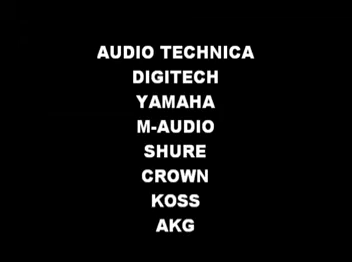 AUDIO TECHNICA
DIGITECH
YAMAHA
M-AUDIO
SHURE
CROWN
KOSS
AKG